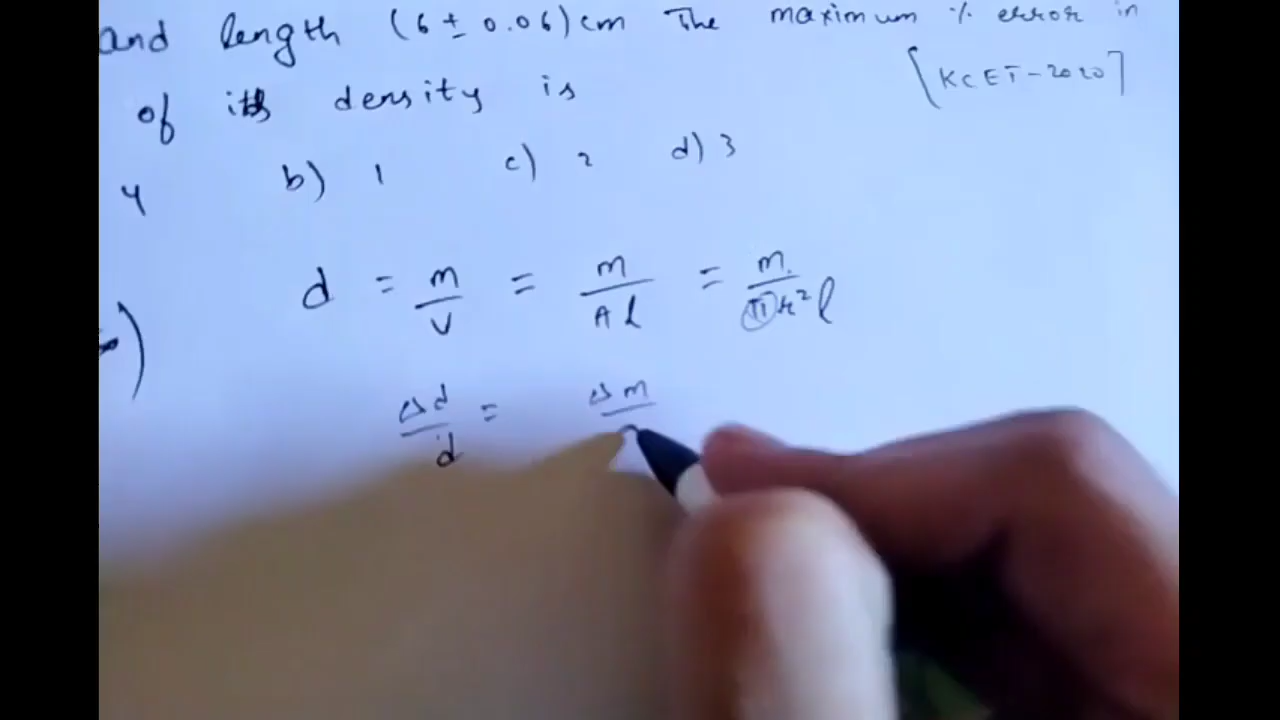 and length (6 ± 0.06) cm The maximum % error in
of its density is [KCET-2020]
4 b) 1 c) 2 d) 3
d = m/V = m/Al = m/πr²l
Δd/d = Δm